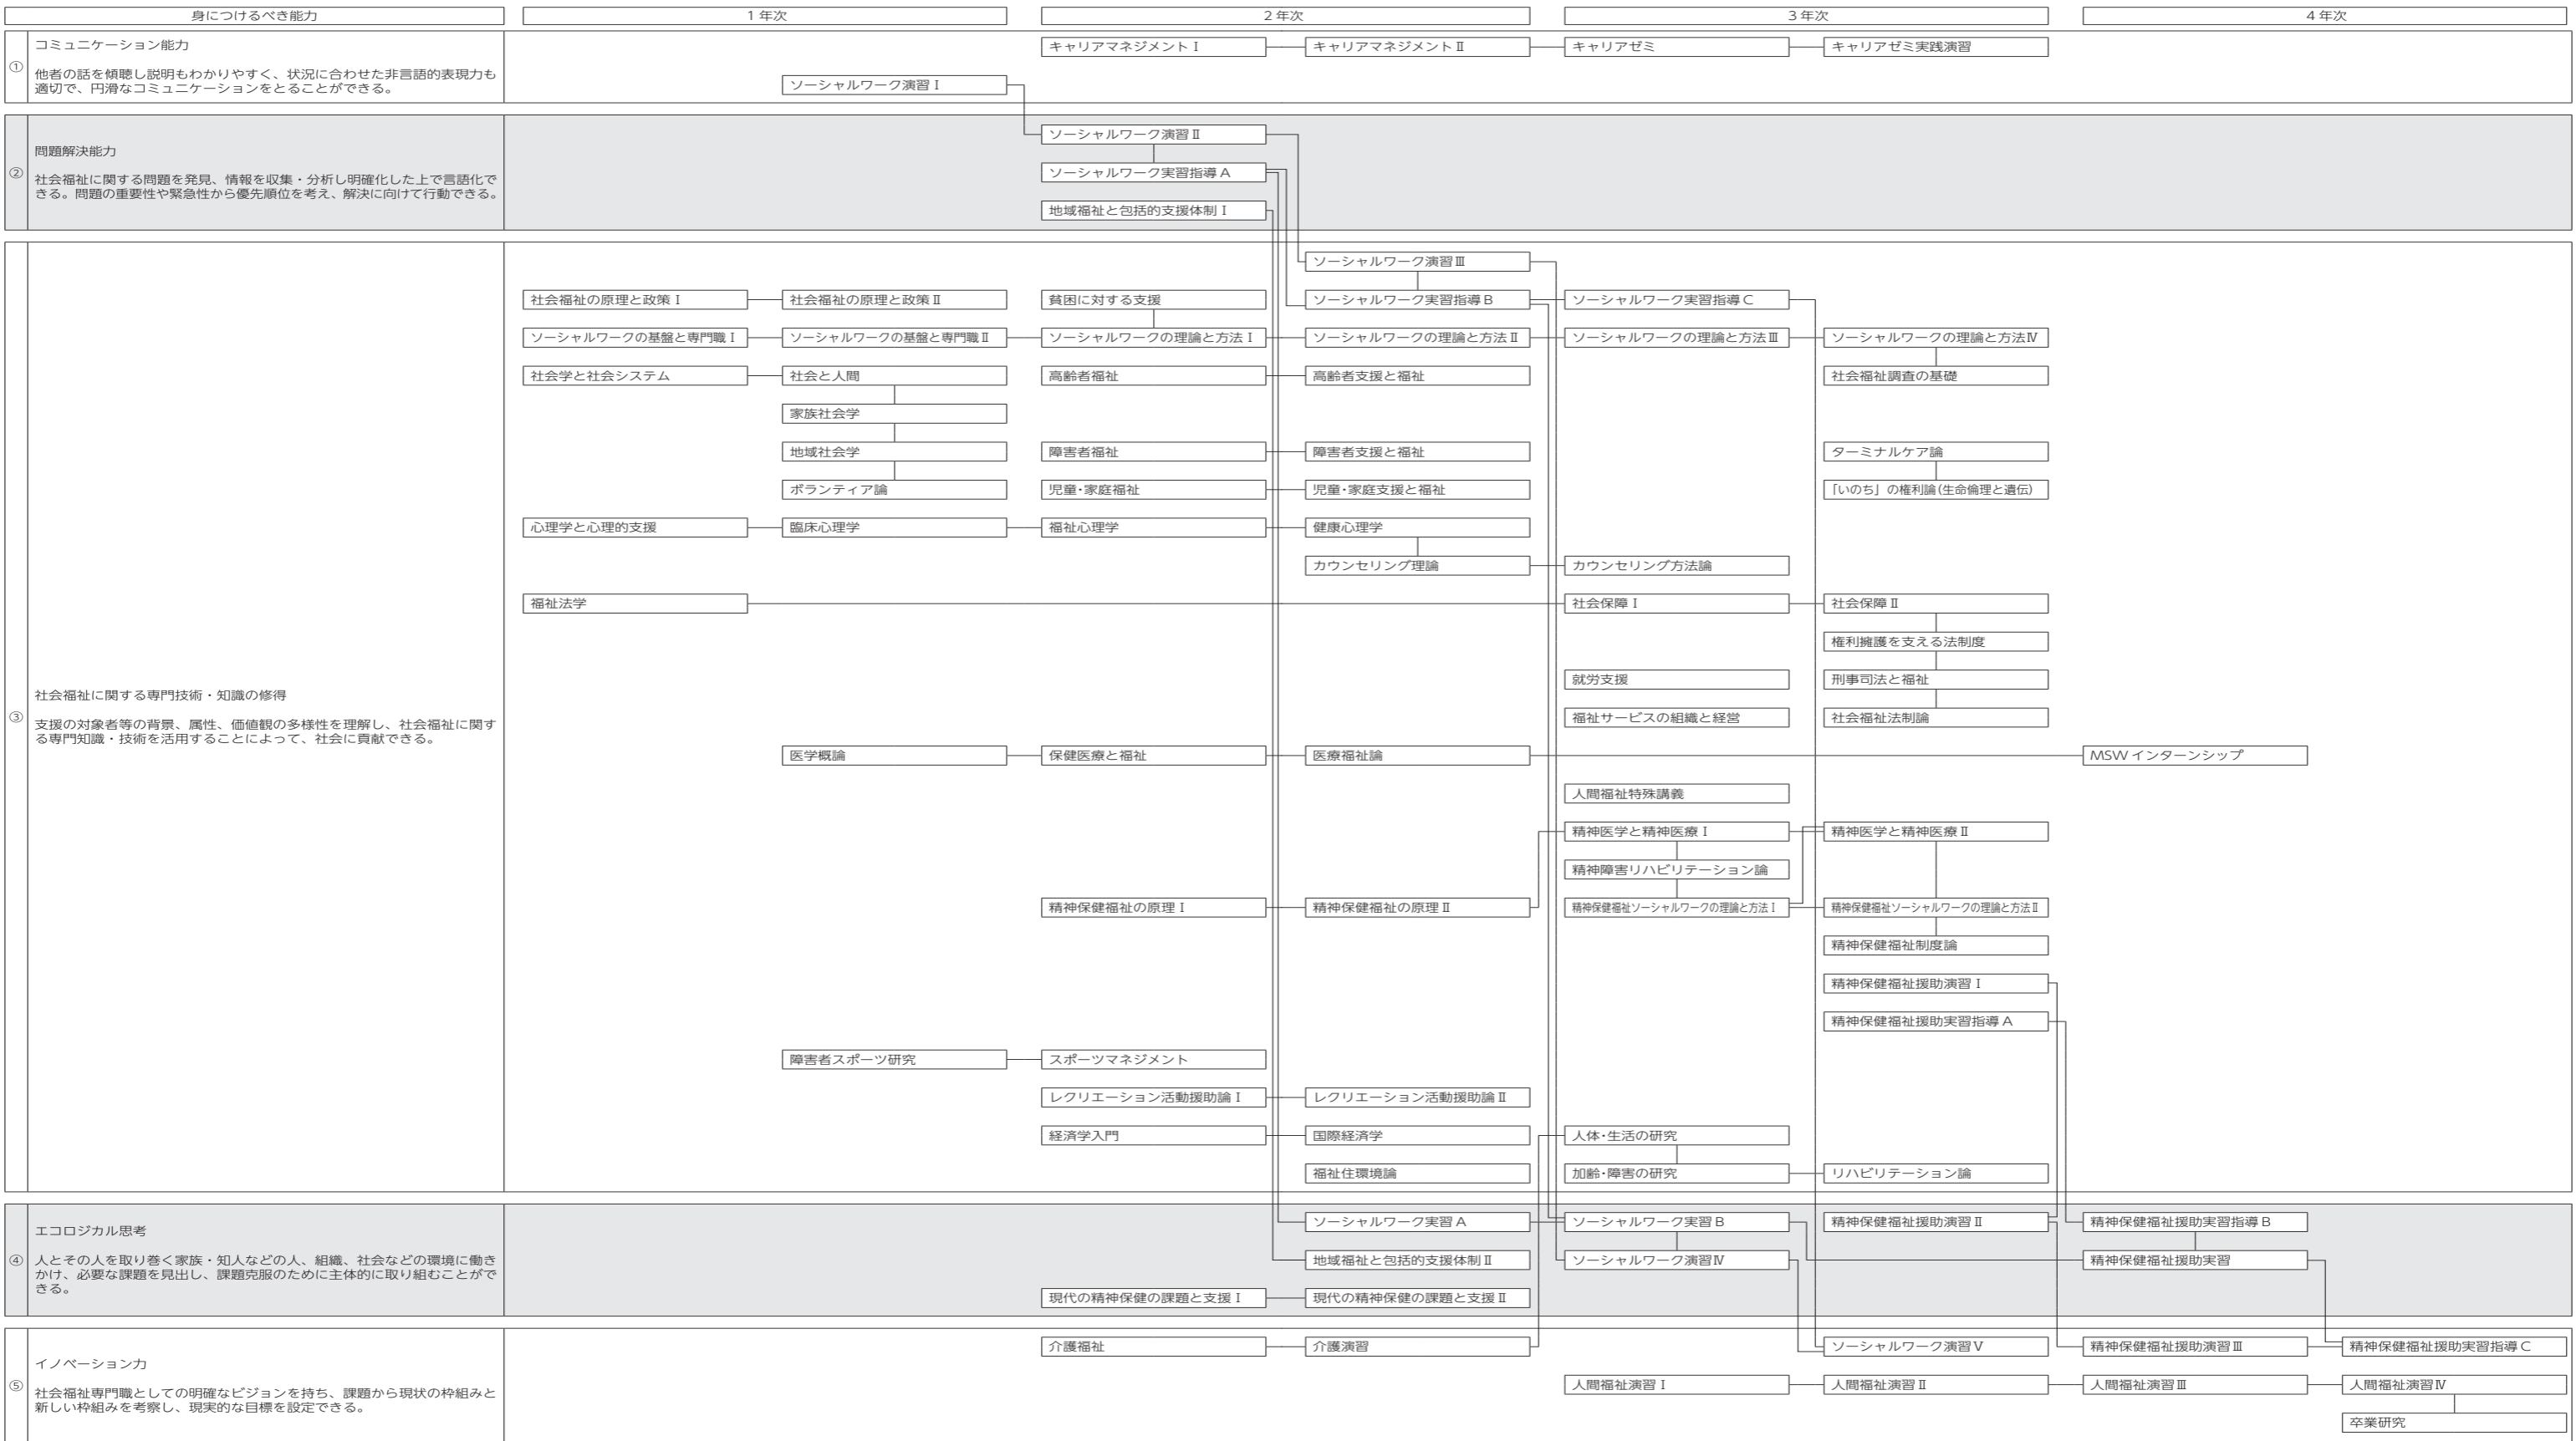 身につけるべき能力
1 年次
2 年次
3 年次
4 年次
①
コミュニケーション能力
他者の話を傾聴し説明もわかりやすく、状況に合わせた非言語的表現力も
適切で、円滑なコミュニケーションをとることができる。
キャリアマネジメント Ⅰ
キャリアマネジメント Ⅱ
キャリアゼミ
キャリアゼミ実践演習
ソーシャルワーク演習 Ⅰ
②
問題解決能力
社会福祉に関する問題を発見、情報を収集・分析し明確化した上で言語化で
きる。問題の重要性や緊急性から優先順位を考え、解決に向けて行動できる。
ソーシャルワーク演習 Ⅱ
ソーシャルワーク実習指導 A
地域福祉と包括的支援体制 Ⅰ
③
社会福祉に関する専門技術・知識の修得
支援の対象者等の背景、属性、価値観の多様性を理解し、社会福祉に関す
る専門知識・技術を活用することによって、社会に貢献できる。
ソーシャルワーク演習Ⅲ
社会福祉の原理と政策 Ⅰ
社会福祉の原理と政策 Ⅱ
貧困に対する支援
ソーシャルワーク実習指導 B
ソーシャルワーク実習指導 C
ソーシャルワークの基盤と専門職 Ⅰ
ソーシャルワークの基盤と専門職 Ⅱ
ソーシャルワークの理論と方法 Ⅰ
ソーシャルワークの理論と方法 Ⅱ
ソーシャルワークの理論と方法Ⅲ
ソーシャルワークの理論と方法Ⅳ
社会学と社会システム
社会と人間
高齢者福祉
高齢者支援と福祉
社会福祉調査の基礎
家族社会学
地域社会学
障害者福祉
障害者支援と福祉
ターミナルケア論
ボランティア論
児童・家庭福祉
児童・家庭支援と福祉
「いのち」の権利論(生命倫理と遺伝)
心理学と心理的支援
臨床心理学
福祉心理学
健康心理学
カウンセリング理論
カウンセリング方法論
福祉法学
社会保障 Ⅰ
社会保障 Ⅱ
権利擁護を支える法制度
就労支援
刑事司法と福祉
福祉サービスの組織と経営
社会福祉法制論
医学概論
保健医療と福祉
医療福祉論
MSW インターンシップ
人間福祉特殊講義
精神医学と精神医療 Ⅰ
精神医学と精神医療 Ⅱ
精神障害リハビリテーション論
精神保健福祉の原理 Ⅰ
精神保健福祉の原理 Ⅱ
精神保健福祉ソーシャルワークの理論と方法 Ⅰ
精神保健福祉ソーシャルワークの理論と方法 Ⅱ
精神保健福祉制度論
精神保健福祉援助演習 Ⅰ
精神保健福祉援助実習指導 A
障害者スポーツ研究
スポーツマネジメント
レクリエーション活動援助論 Ⅰ
レクリエーション活動援助論 Ⅱ
経済学入門
国際経済学
人体・生活の研究
福祉住環境論
加齢・障害の研究
リハビリテーション論
④
エコロジカル思考
人とその人を取り巻く家族・知人などの人、組織、社会などの環境に働き
かけ、必要な課題を見出し、課題克服のために主体的に取り組むことがで
きる。
ソーシャルワーク実習 A
ソーシャルワーク実習 B
精神保健福祉援助演習 Ⅱ
精神保健福祉援助実習指導 B
地域福祉と包括的支援体制 Ⅱ
ソーシャルワーク演習Ⅳ
精神保健福祉援助実習
現代の精神保健の課題と支援 Ⅰ
現代の精神保健の課題と支援 Ⅱ
⑤
イノベーション力
社会福祉専門職としての明確なビジョンを持ち、課題から現状の枠組みと
新しい枠組みを考察し、現実的な目標を設定できる。
介護福祉
介護演習
ソーシャルワーク演習 Ⅴ
精神保健福祉援助演習Ⅲ
精神保健福祉援助実習指導 C
人間福祉演習 Ⅰ
人間福祉演習 Ⅱ
人間福祉演習Ⅲ
人間福祉演習Ⅳ
卒業研究